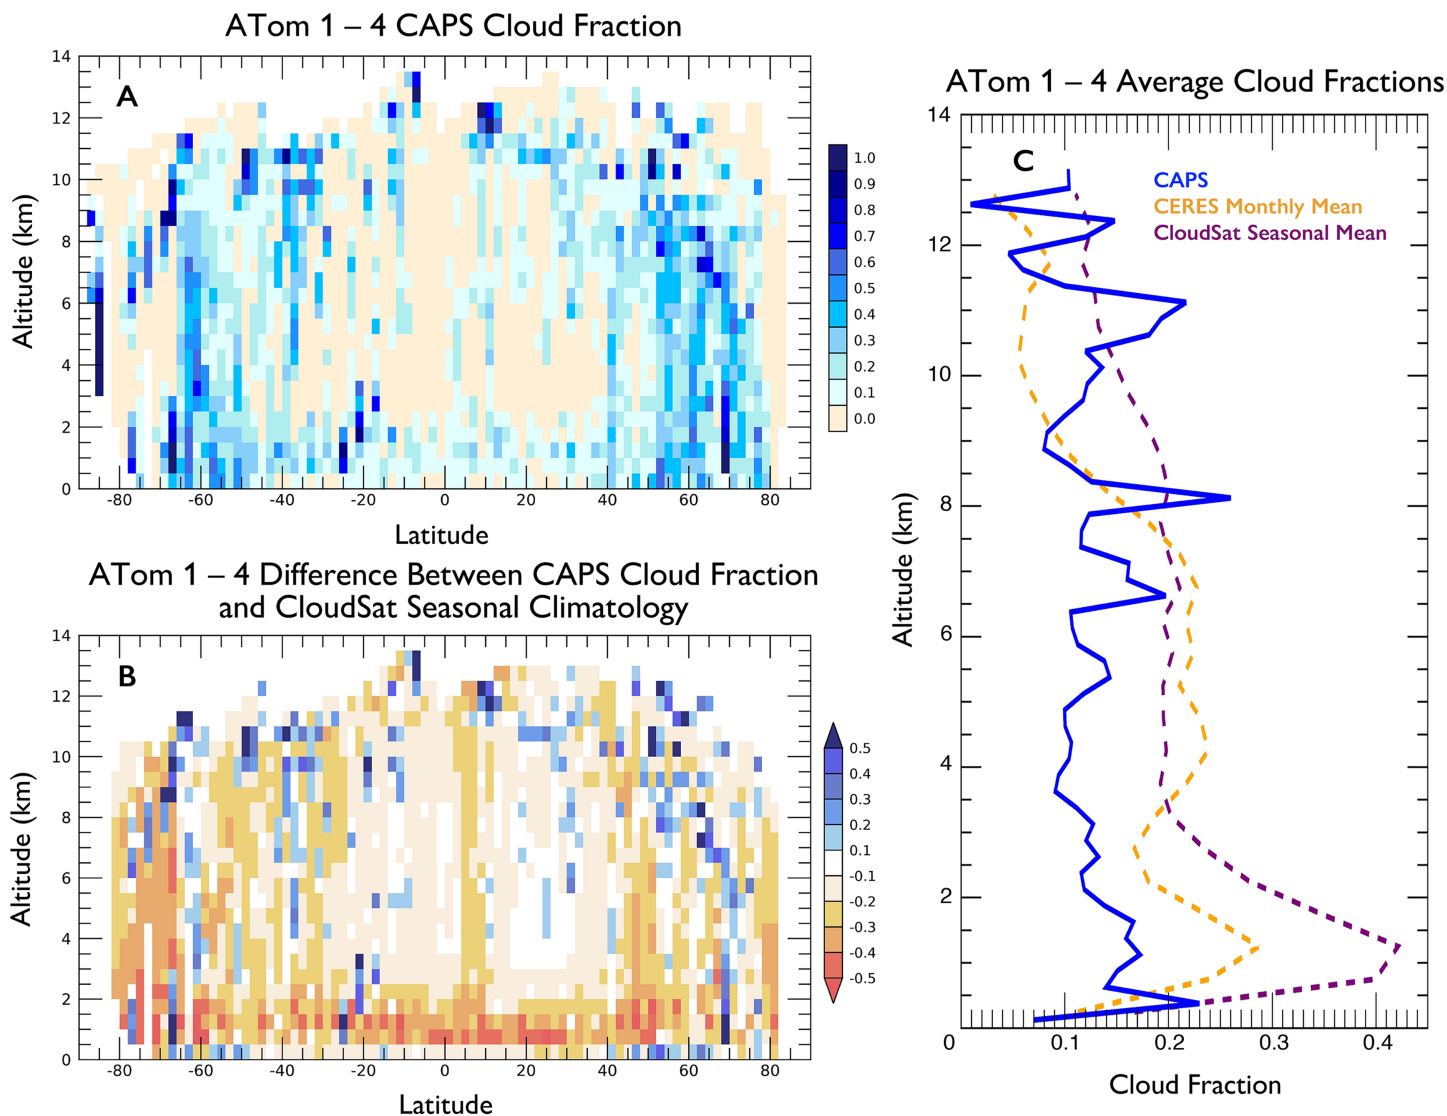 ATom 1 – 4 CAPS Cloud Fraction
A
14
12
10
8
6
4
2
0
-80 -60 -40 -20 0 20 40 60 80
Altitude (km)
Latitude
1.0
0.9
0.8
0.7
0.6
0.5
0.4
0.3
0.2
0.1
0.0
ATom 1 – 4 Difference Between CAPS Cloud Fraction
and CloudSat Seasonal Climatology
B
14
12
10
8
6
4
2
0
-80 -60 -40 -20 0 20 40 60 80
Altitude (km)
Latitude
0.5
0.4
0.3
0.2
0.1
-0.1
-0.2
-0.3
-0.4
-0.5
ATom 1 – 4 Average Cloud Fractions
C
CAPS
CERES Monthly Mean
CloudSat Seasonal Mean
14
12
10
8
6
4
2
0 0.1 0.2 0.3 0.4
Altitude (km)
Cloud Fraction